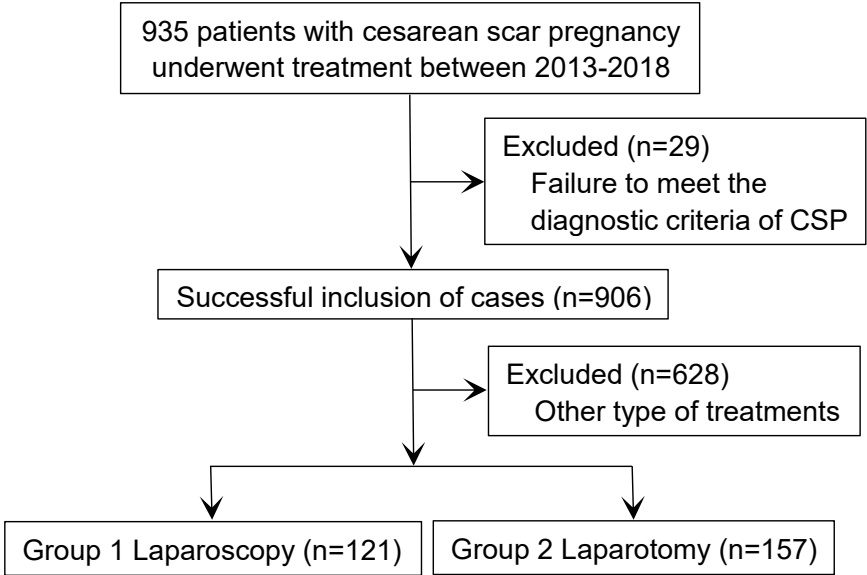 935 patients with cesarean scar pregnancy
underwent treatment between 2013-2018
Excluded (n=29)
Failure to meet the
diagnostic criteria of CSP
Successful inclusion of cases (n=906)
Excluded (n=628)
Other type of treatments
Group 1 Laparoscopy (n=121)
Group 2 Laparotomy (n=157)